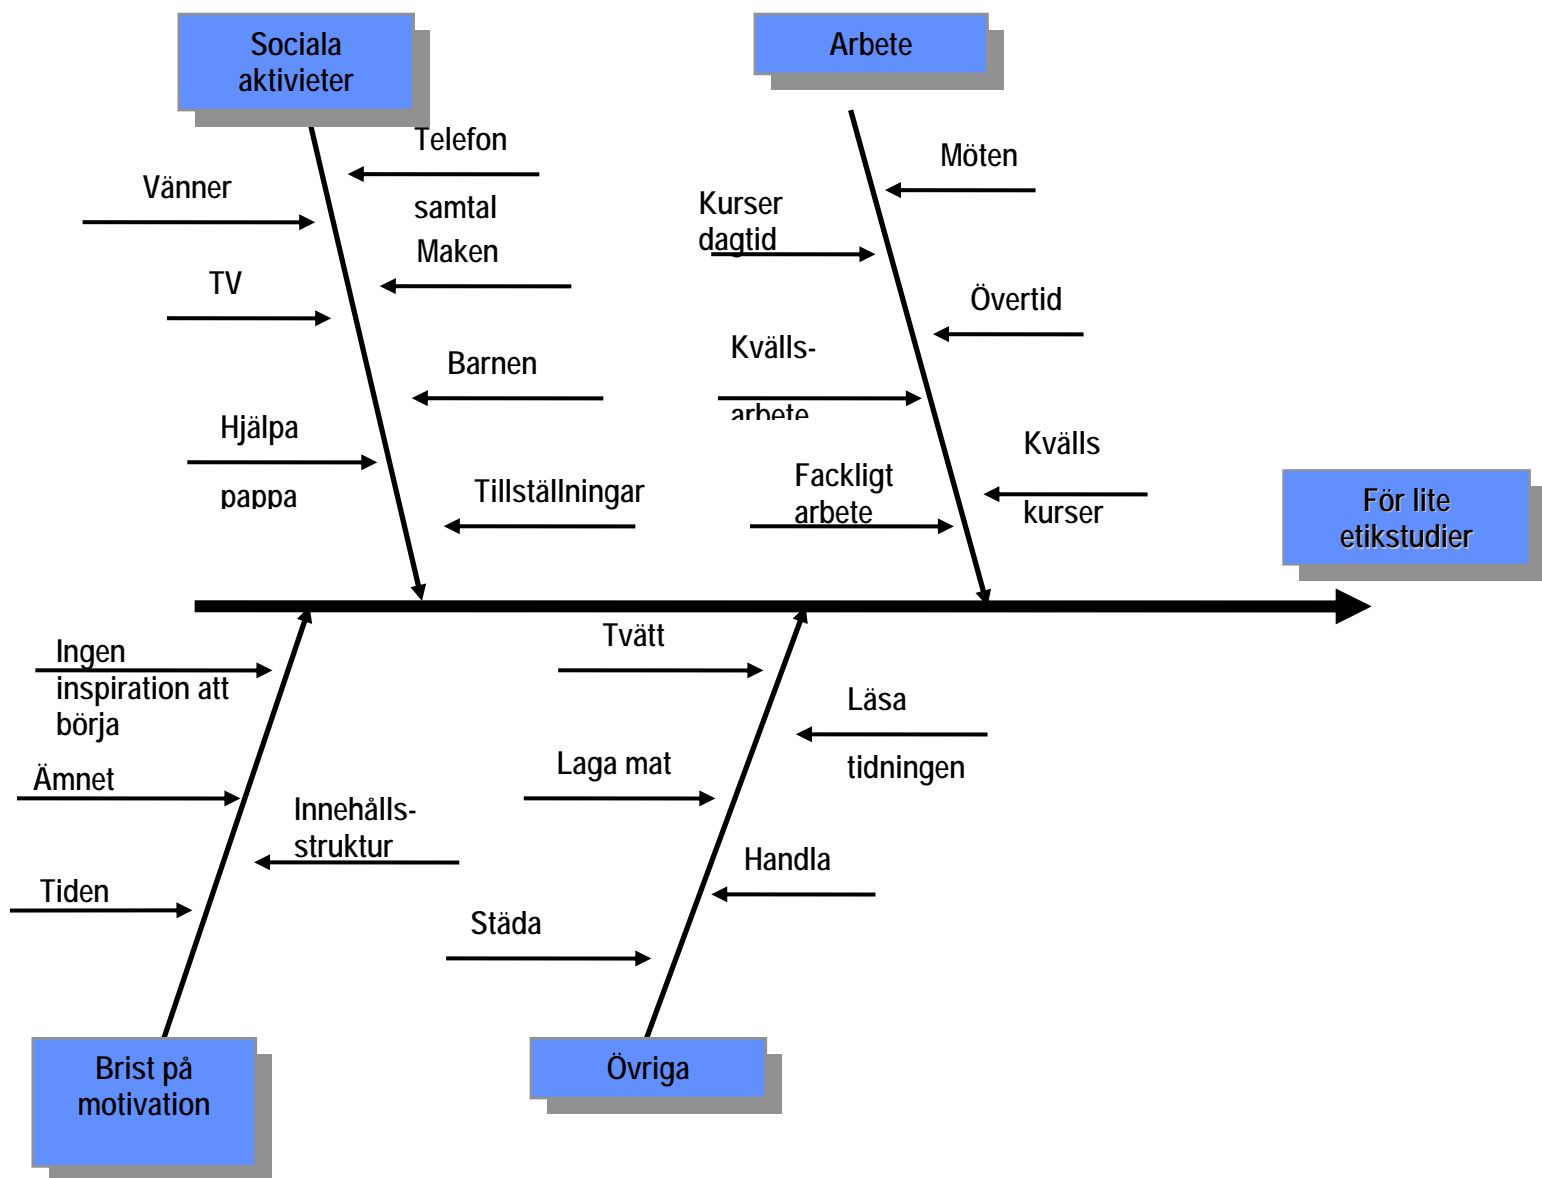 Sociala
aktivieter
Arbete
Telefon
samtal
Vänner
Maken
TV
Barnen
Hjälpa
pappa
Tillställningar
Möten
Kurser
dagtid
Övertid
Kvälls-
arbete
Kvälls
kurser
Fackligt
arbete
För lite
etikstudier
Ingen
inspiration att
börja
Ämnet
Innehålls-
struktur
Tiden
Tvätt
Läsa
tidningen
Laga mat
Handla
Städa
Brist på
motivation
Övriga